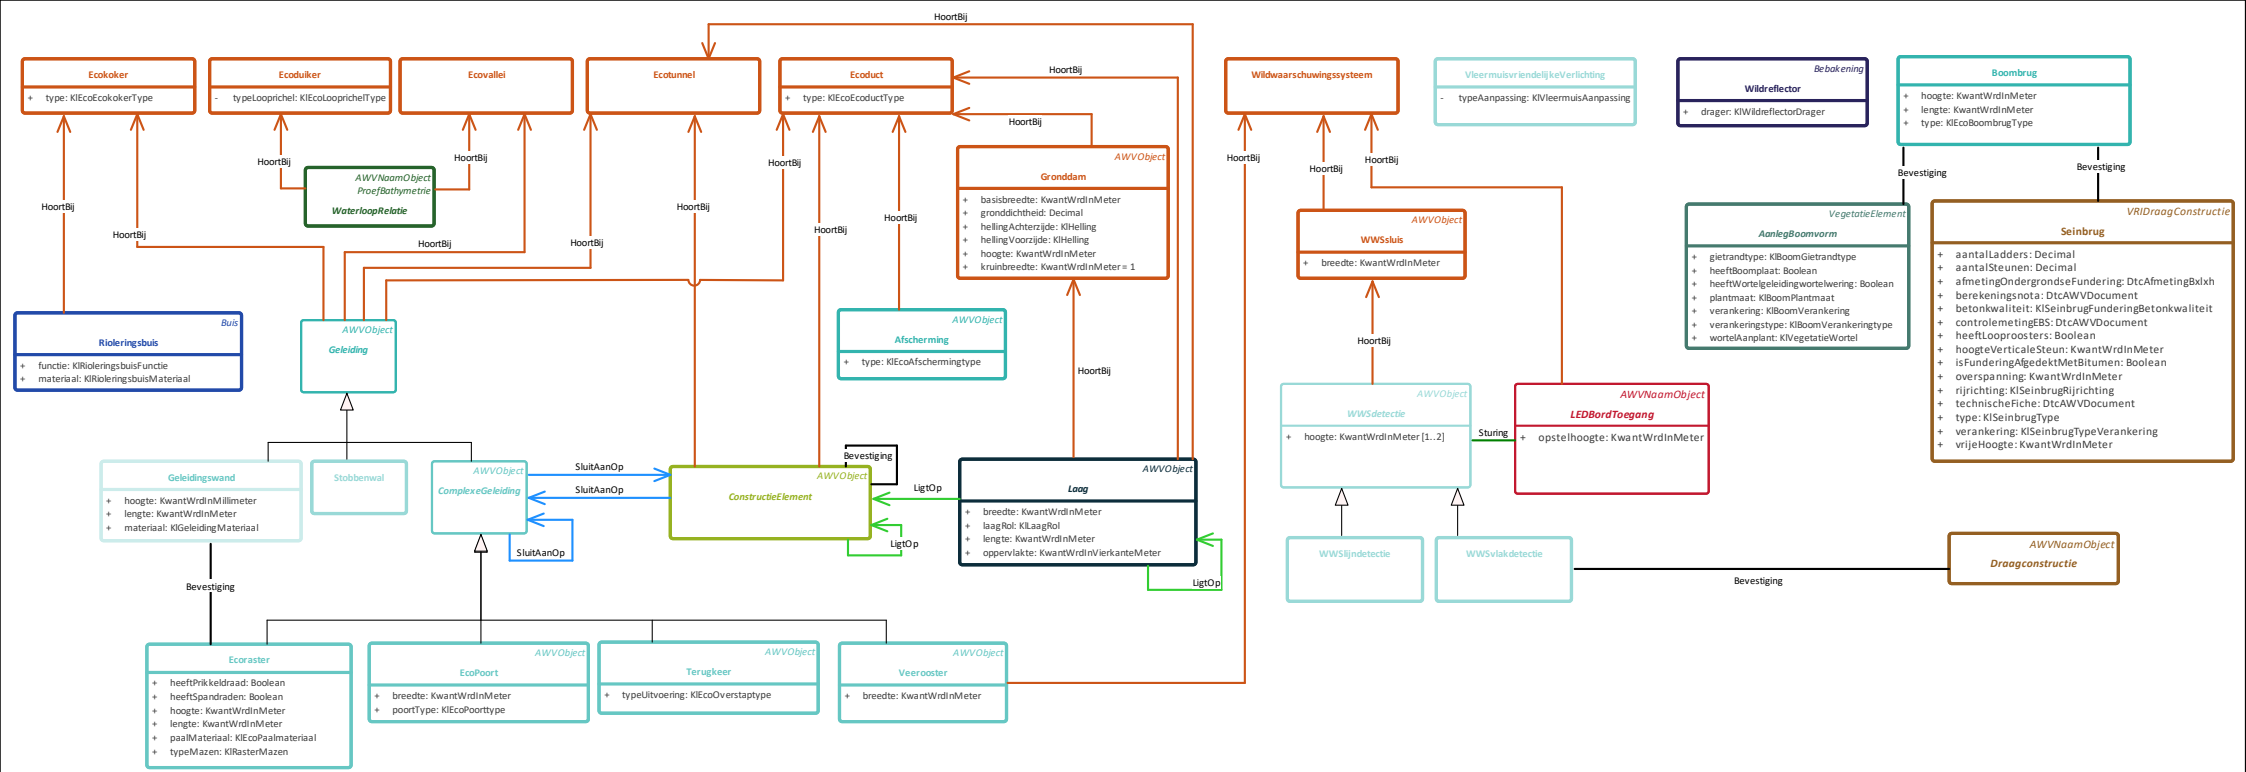 HoortBij
Ecokoker
+ type: KlEcoEcokokerType
Ecoduiker
- typeLooprichel: KlEcoLooprichelType
Ecovallei
Ecotunnel
Ecoduct
+ type: KlEcoEcoductType
HoortBij
HoortBij
Wildwaarschuwingssysteem
VleermuisvriendelijkeVerlichting
- typeAanpassing: KlVleermuisAanpassing
Bebakening
Wildreflector
+ drager: KlWildreflectorDrager
Boombrug
+ hoogte: KwantWrdInMeter
+ lengte: KwantWrdInMeter
+ type: KlEcoBoombrugType
HoortBij
HoortBij
HoortBij
HoortBij
HoortBij
Bevestiging
Bevestiging
AWVNaamObject
ProefBathymetrie
WaterloopRelatie
AWVObject
Gronddam
+ basisbreedte: KwantWrdInMeter
+ gronddichtheid: Decimal
+ hellingAchterzijde: KlHelling
+ hellingVoorzijde: KlHelling
+ hoogte: KwantWrdInMeter
+ kruinbreedte: KwantWrdInMeter = 1
HoortBij
HoortBij
HoortBij
HoortBij
HoortBij
HoortBij
HoortBij
HoortBij
HoortBij
AWVObject
WWSsluis
+ breedte: KwantWrdInMeter
VegetatieElement
AanlegBoomvorm
+ gietrandtype: KlBoomGietrandtype
+ heeftBoomplaat: Boolean
+ heeftWortelgeleidingwortelwering: Boolean
+ plantmaat: KlBoomPlantmaat
+ verankering: KlBoomVerankering
+ verankeringstype: KlBoomVerankeringtype
+ wortelAanplant: KlVegetatieWortel
VRIDraagConstructie
Seinbrug
+ aantalLadders: Decimal
+ aantalSteunen: Decimal
+ afmetingOndergrondseFundering: DtcAfmetingBxlxh
+ berekeningsnota: DtcAWVDocument
+ betonkwaliteit: KlSeinbrugFunderingBetonkwaliteit
+ controlemetingEBS: DtcAWVDocument
+ heeftLooproosters: Boolean
+ hoogteVerticaleSteun: KwantWrdInMeter
+ isFunderingAfgedektMetBitumen: Boolean
+ overspanning: KwantWrdInMeter
+ rijrichting: KlSeinbrugRijrichting
+ technischeFiche: DtcAWVDocument
+ type: KlSeinbrugType
+ verankering: KlSeinbrugTypeVerankering
+ vrijeHoogte: KwantWrdInMeter
Buis
Rioleringsbuis
+ functie: KlRioleringsbuisFunctie
+ materiaal: KlRioleringsbuisMateriaal
AWVObject
Geleiding
AWVObject
Afscherming
+ type: KlEcoAfschermingtype
HoortBij
HoortBij
AWVObject
WWSdetectie
+ hoogte: KwantWrdInMeter [1..2]
Sturing
AWVNaamObject
LEDBordToegang
+ opstelhoogte: KwantWrdInMeter
Geleidingswand
+ hoogte: KwantWrdInMillimeter
+ lengte: KwantWrdInMeter
+ materiaal: KlGeleidingMateriaal
Stobbenwal
AWVObject
ComplexeGeleiding
SluitAanOp
SluitAanOp
SluitAanOp
Bevestiging
AWVObject
ConstructieElement
LigtOp
LigtOp
AWVObject
Laag
+ breedte: KwantWrdInMeter
+ laagRol: KlLaagRol
+ lengte: KwantWrdInMeter
+ oppervlakte: KwantWrdInVierkanteMeter
LigtOp
WWSlijndetectie
WWSvlakdetectie
Bevestiging
AWVNaamObject
Draagconstructie
Bevestiging
Ecoraster
+ heeftPrikkeldraad: Boolean
+ heeftSpandraden: Boolean
+ hoogte: KwantWrdInMeter
+ lengte: KwantWrdInMeter
+ paalMateriaal: KlEcoPaalmateriaal
+ typeMazen: KlRasterMazen
AWVObject
EcoPoort
+ breedte: KwantWrdInMeter
+ poortType: KlEcoPoorttype
AWVObject
Terugkeer
+ typeUitvoering: KlEcoOverstaptype
AWVObject
Veerooster
+ breedte: KwantWrdInMeter